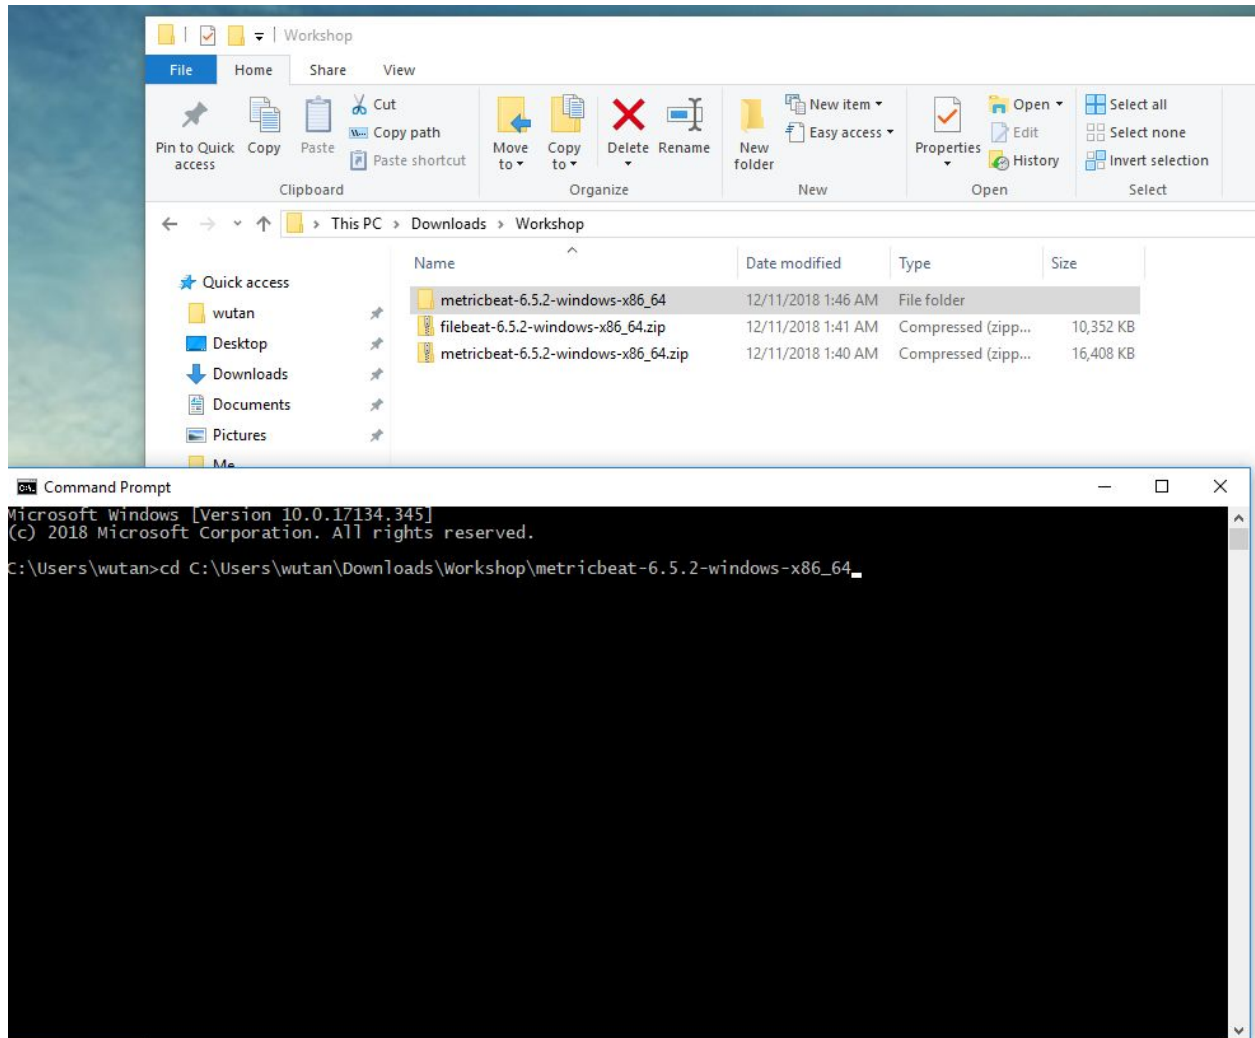 Workshop
File Home Share View
Pin to Quick access
Copy
Paste
Cut
Copy path
Paste shortcut
Clipboard
Move to
Copy to
Delete
Rename
Organize
New folder
New item
Easy access
New
Properties
Open
Edit
History
Open
Select all
Select none
Invert selection
Select
This PC > Downloads > Workshop
Name Date modified Type Size
Quick access
wutan
Desktop
Downloads
Documents
Pictures
metricbeat-6.5.2-windows-x86_64 12/11/2018 1:46 AM File folder
filebeat-6.5.2-windows-x86_64.zip 12/11/2018 1:41 AM Compressed (zipp... 10,352 KB
metricbeat-6.5.2-windows-x86_64.zip 12/11/2018 1:40 AM Compressed (zipp... 16,408 KB
Command Prompt
Microsoft Windows [Version 10.0.17134.345]
(c) 2018 Microsoft Corporation. All rights reserved.
C:\Users\wutan>cd C:\Users\wutan\Downloads\Workshop\metricbeat-6.5.2-windows-x86_64